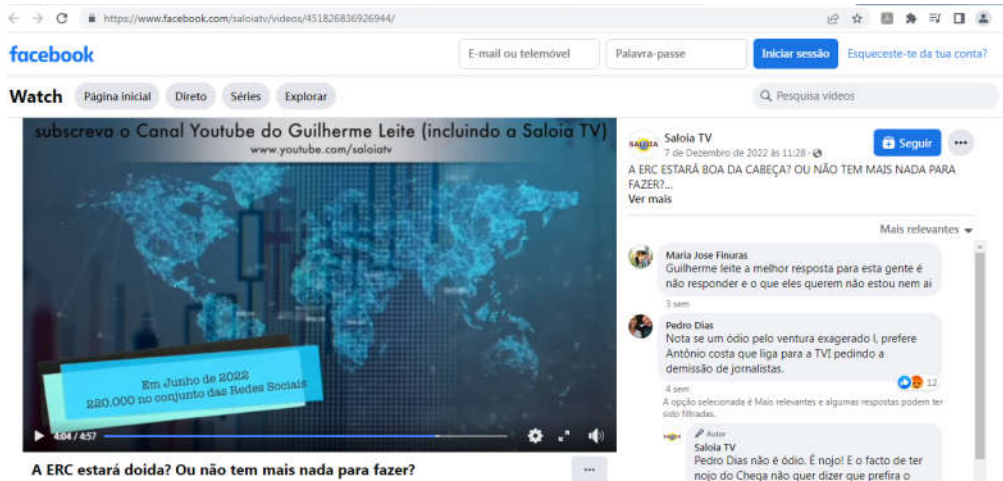 https://www.facebook.com/saloiatv/videos/451826836926944/
facebook
E-mail ou telemóvel
Palavra-passe
Iniciar sessão
Esqueceste-te da tua conta?
Watch
Página inicial
Direto
Séries
Explorar
Pesquisa vídeos
subscreva o Canal Youtube do Guilherme Leite (incluindo a Saloia TV)
www.youtube.com/saloiatv
Em Junho de 2022
220.000 no conjunto das Redes Sociais
4:04 / 4:57
A ERC estará doida? Ou não tem mais nada para fazer?
SALOIA
Saloia TV
7 de Dezembro de 2022 às 11:28
Seguir
A ERC ESTARÁ BOA DA CABEÇA? OU NÃO TEM MAIS NADA PARA
FAZER?...
Ver mais
Mais relevantes
Maria Jose Finuras
Guilherme leite a melhor resposta para esta gente é
não responder e o que eles querem não estou nem ai
3 sem
Pedro Dias
Nota se um ódio pelo ventura exagerado l, prefere
António costa que liga para a TVI pedindo a
demissão de jornalistas.
12
4 sem
A opção selecionada é Mais relevantes e algumas respostas podem ter
sido filtradas.
Autor
Saloia TV
Pedro Dias não é ódio. É nojo! E o facto de ter
nojo do Chega não quer dizer que prefira o